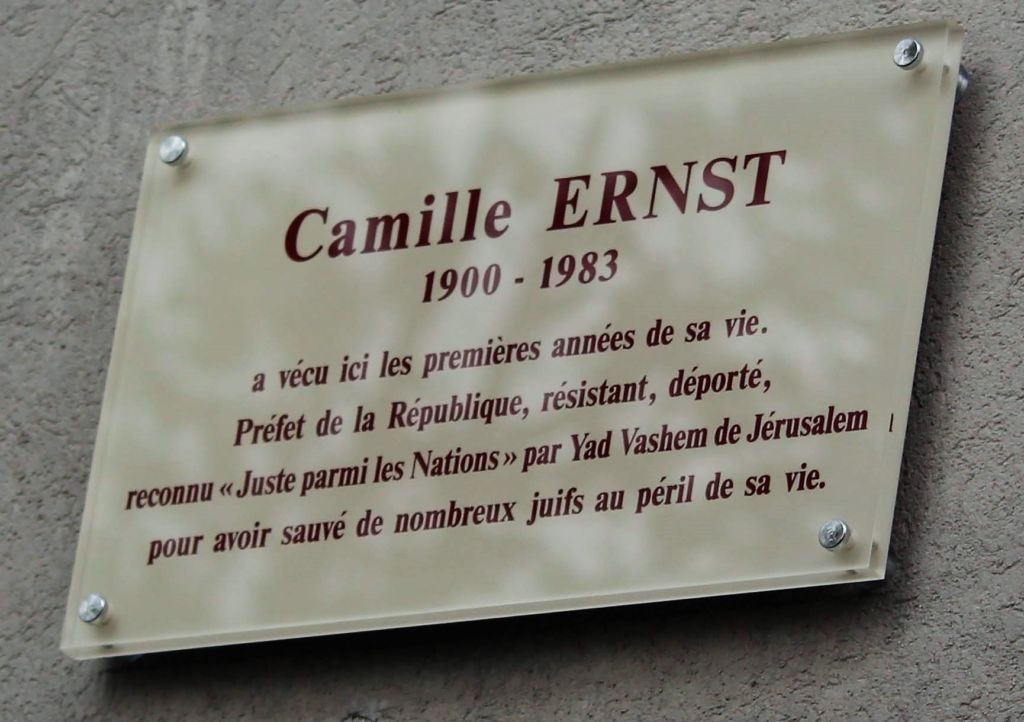 Camille ERNST
1900 - 1983
a vécu ici les premières années de sa vie.
Préfet de la République, résistant, déporté,
reconnu «Juste parmi les Nations» par Yad Vashem de Jérusalem
pour avoir sauvé de nombreux juifs au péril de sa vie.